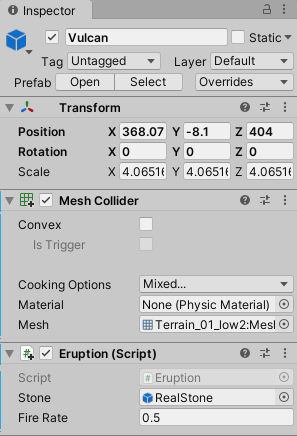 Inspector
Vulcan Static
Tag Untagged Layer Default
Prefab Open Select Overrides
Transform
Position X 368.07 Y -8.1 Z 404
Rotation X 0 Y 0 Z 0
Scale X 4.06516 Y 4.06516 Z 4.06516
Mesh Collider
Convex
Is Trigger
Cooking Options Mixed...
Material None (Physic Material)
Mesh Terrain_01_low2:Mesl
Eruption (Script)
Script Eruption
Stone RealStone
Fire Rate 0.5